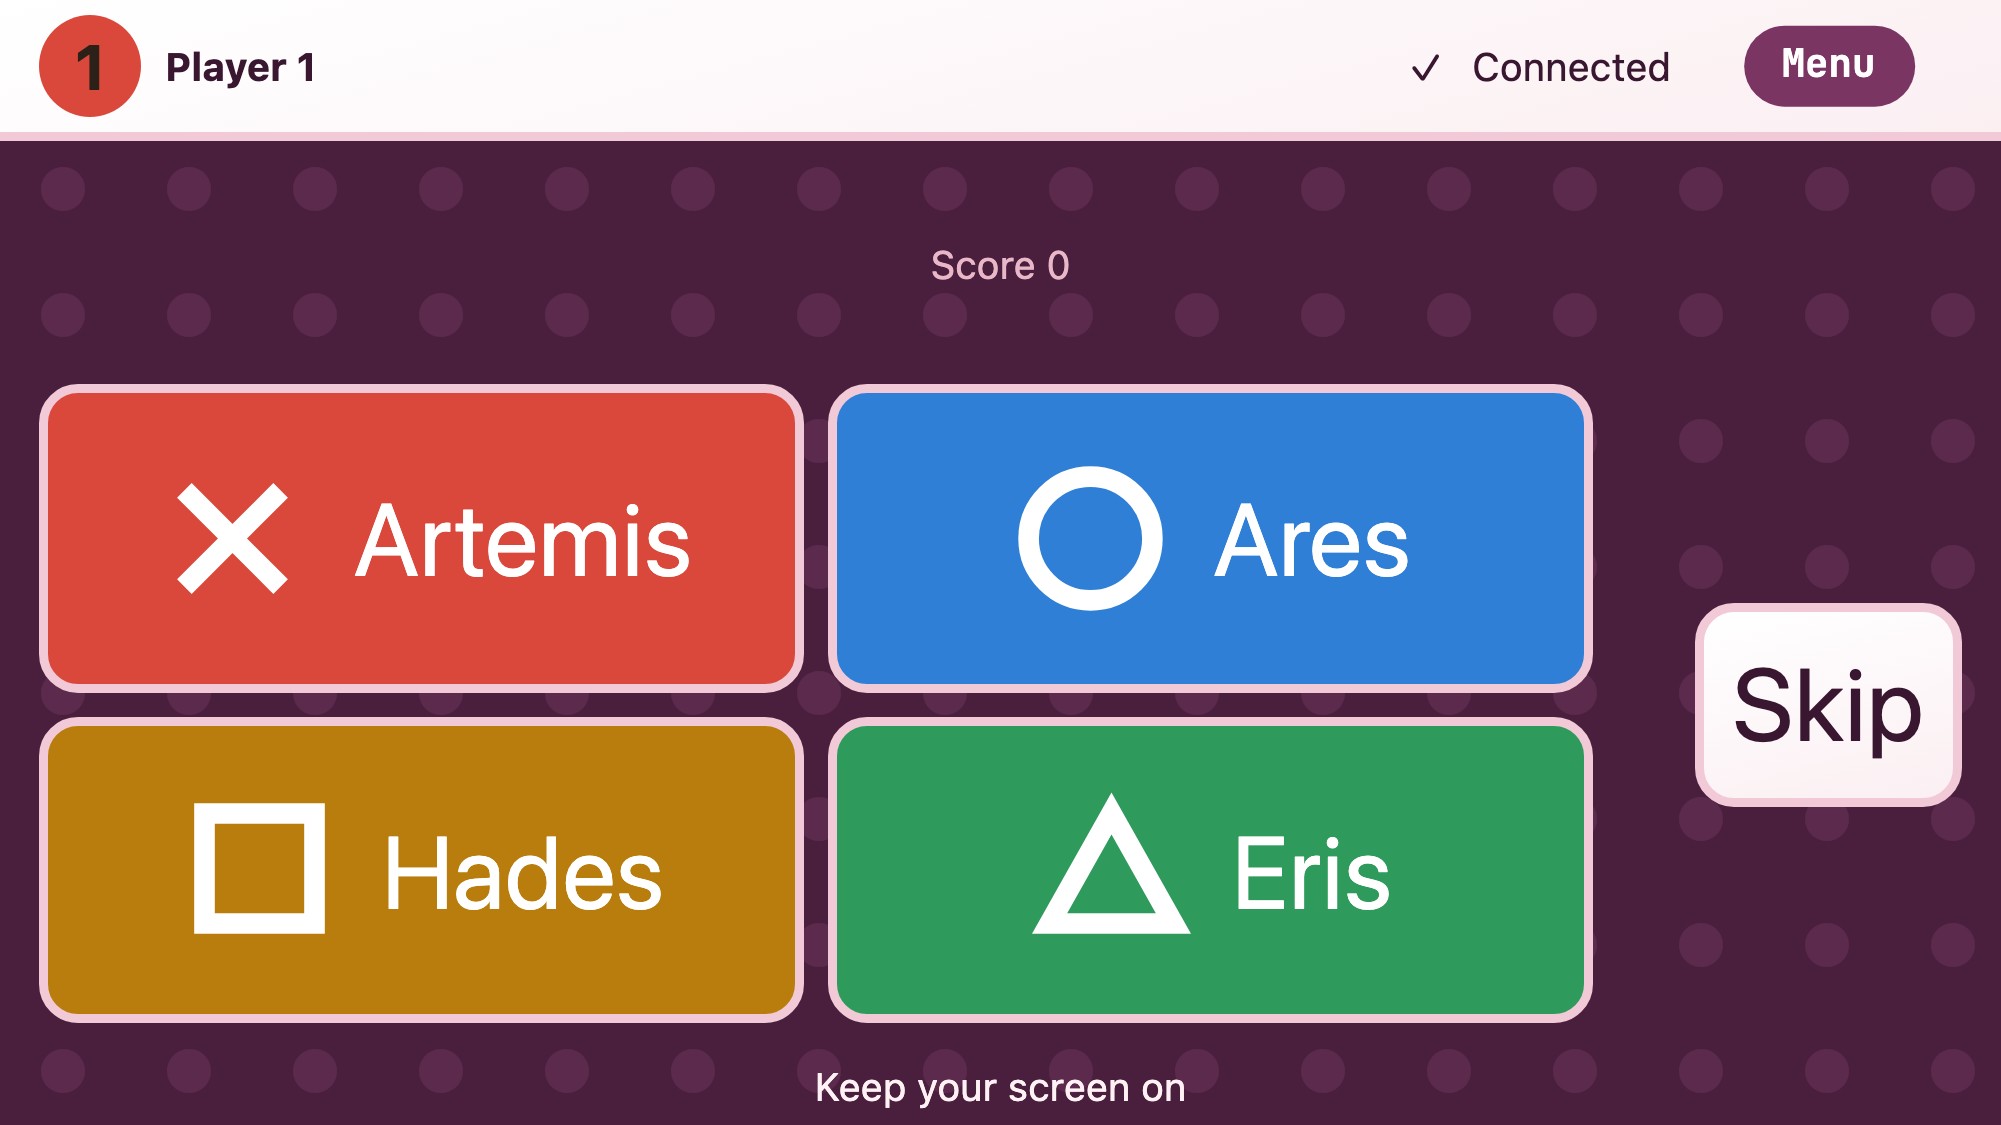 1 Player 1
✓ Connected
Menu
Score 0
Artemis
Ares
Hades
Eris
Skip
Keep your screen on